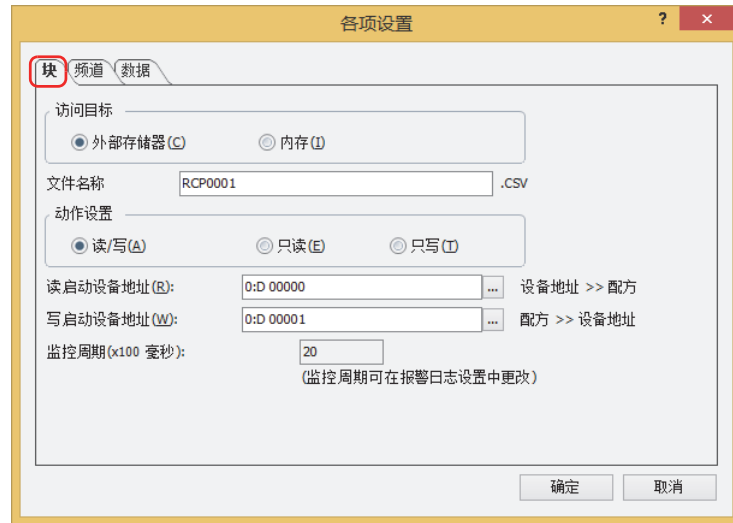 各项设置
? ×
块 频道 数据
访问目标
外部存储器(C) 内存(I)
文件名称 RCP0001 .CSV
动作设置
读/写(A) 只读(E) 只写(T)
读启动设备地址(R): 0:D 00000 ... 设备地址 >> 配方
写启动设备地址(W): 0:D 00001 ... 配方 >> 设备地址
监控周期(x100 毫秒): 20
(监控周期可在报警日志设置中更改)
确定 取消